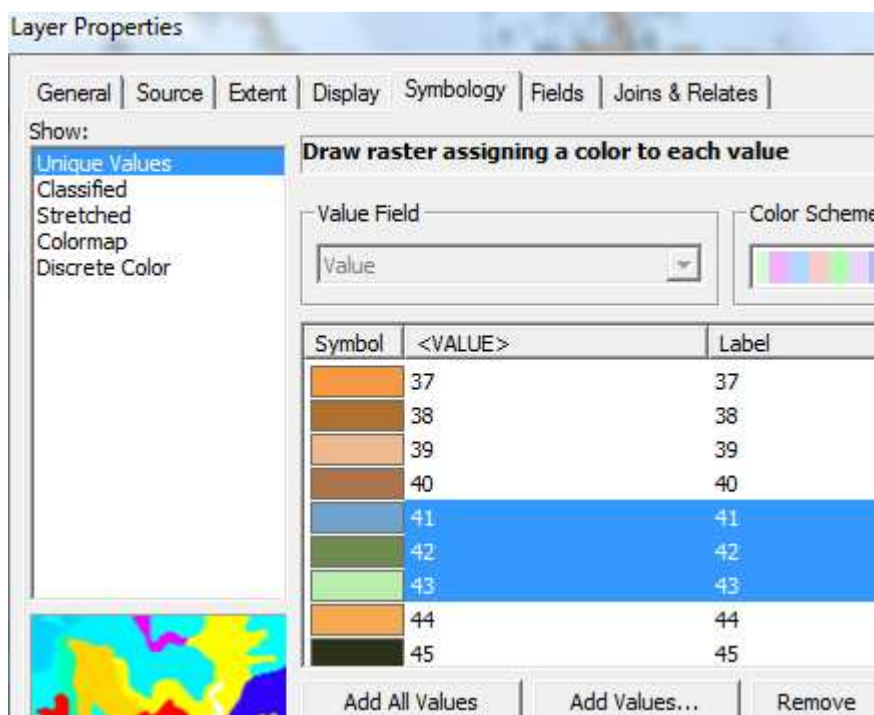 Layer Properties
General Source Extent Display Symbology Fields Joins & Relates
Show:
Unique Values
Classified
Stretched
Colormap
Discrete Color
Draw raster assigning a color to each value
Value Field
Value
Color Scheme
Symbol <VALUE> Label
37 37
38 38
39 39
40 40
41 41
42 42
43 43
44 44
45 45
Add All Values Add Values... Remove